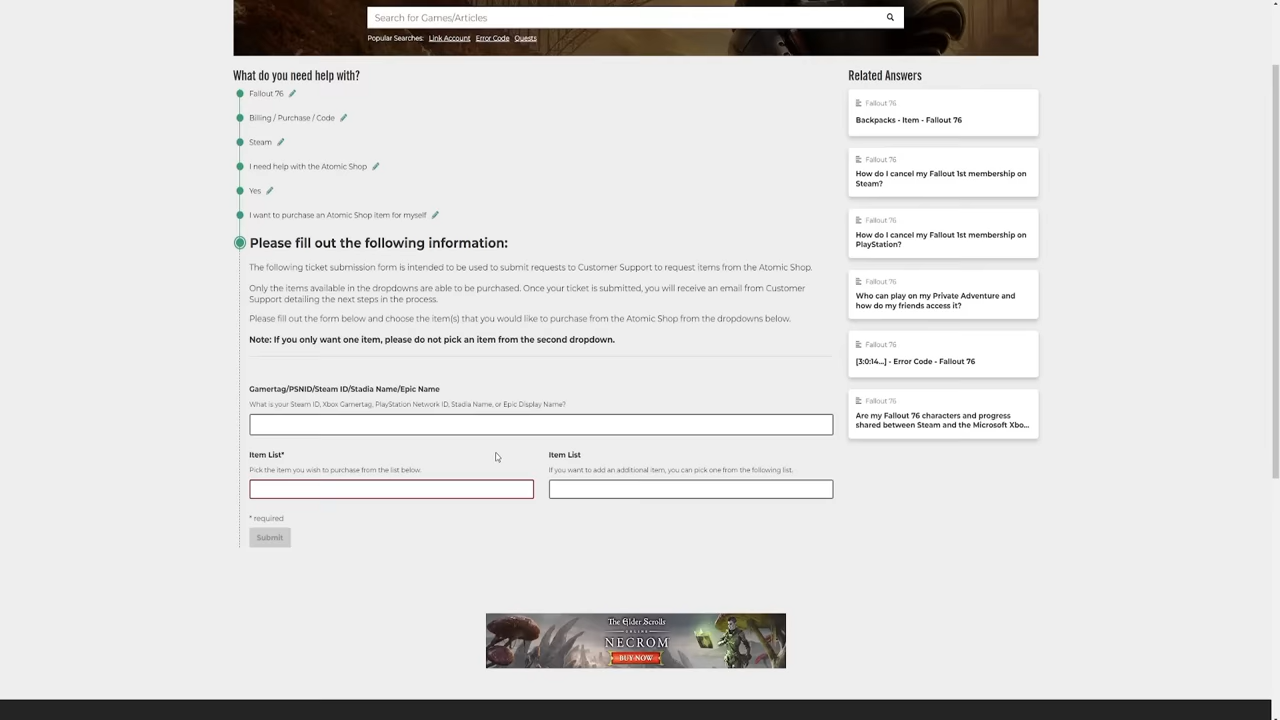 Search for Games/Articles
Popular Searches: Link Account Error Code Quests
What do you need help with?
Fallout 76
Billing / Purchase / Code
Steam
I need help with the Atomic Shop
Yes
I want to purchase an Atomic Shop item for myself
Please fill out the following information:
The following ticket submission form is intended to be used to submit requests to Customer Support to request items from the Atomic Shop.
Only the items available in the dropdowns are able to be purchased. Once your ticket is submitted, you will receive an email from Customer
Support detailing the next steps in the process.
Please fill out the form below and choose the item(s) that you would like to purchase from the Atomic Shop from the dropdowns below.
Note: If you only want one item, please do not pick an item from the second dropdown.
Gamertag/PSNID/Steam ID/Stadia Name/Epic Name
What is your Steam ID, Xbox Gamertag, PlayStation Network ID, Stadia Name, or Epic Display Name?
Item List*
Pick the item you wish to purchase from the list below.
Item List
If you want to add an additional item, you can pick one from the following list.
* required
Submit
Related Answers
Fallout 76
Backpacks - Item - Fallout 76
Fallout 76
How do I cancel my Fallout 1st membership on
Steam?
Fallout 76
How do I cancel my Fallout 1st membership on
PlayStation?
Fallout 76
Who can play on my Private Adventure and
how do my friends access it?
Fallout 76
[3:0:14...] - Error Code - Fallout 76
Fallout 76
Are my Fallout 76 characters and progress
shared between Steam and the Microsoft Xbo...
The Elder Scrolls
ONLINE
NECROM
BUY NOW